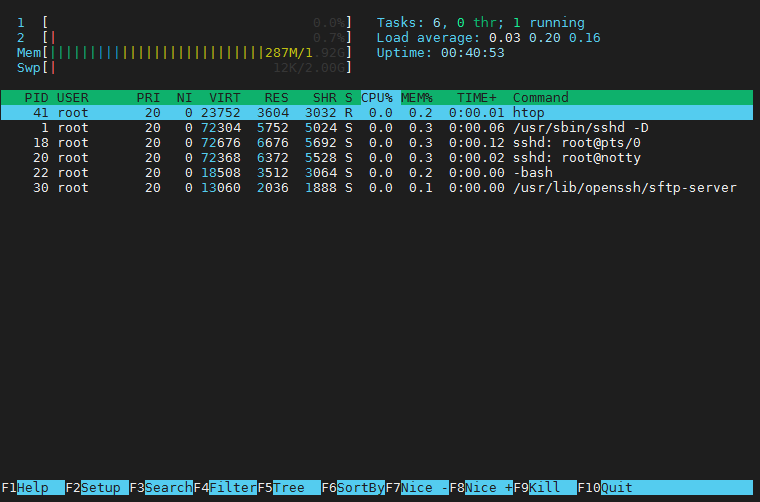 1 [ 0.0%] Tasks: 6, 0 thr; 1 running
2 [| 0.7%] Load average: 0.03 0.20 0.16
Mem[|||||||||||||||||||||||||||287M/1.92G] Uptime: 00:40:53
Swp[| 12K/2.00G]
PID USER PRI NI VIRT RES SHR S CPU% MEM% TIME+ Command
41 root 20 0 23752 3604 3032 R 0.0 0.2 0:00.01 htop
1 root 20 0 72304 5752 5024 S 0.0 0.3 0:00.06 /usr/sbin/sshd -D
18 root 20 0 72676 6676 5692 S 0.0 0.3 0:00.12 sshd: root@pts/0
20 root 20 0 72368 6372 5528 S 0.0 0.3 0:00.02 sshd: root@notty
22 root 20 0 18508 3512 3064 S 0.0 0.2 0:00.00 -bash
30 root 20 0 13060 2036 1888 S 0.0 0.1 0:00.00 /usr/lib/openssh/sftp-server
F1Help F2Setup F3SearchF4FilterF5Tree F6SortByF7Nice -F8Nice +F9Kill F10Quit